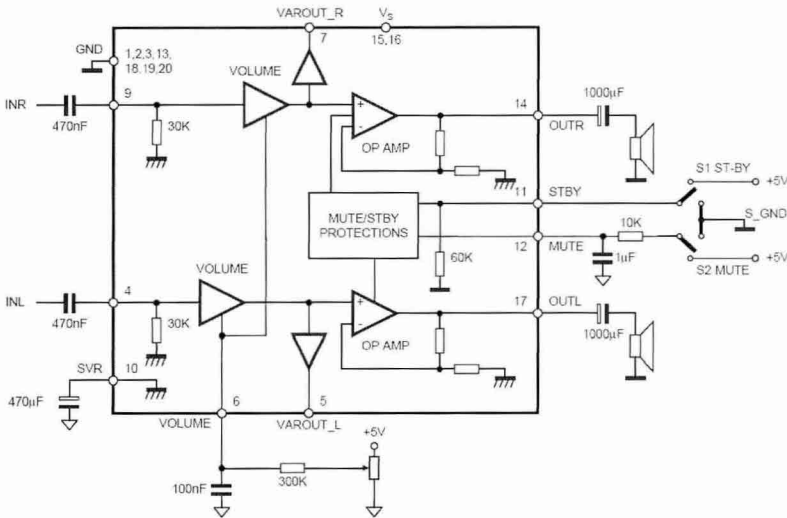 VAROUT_R
VS
7
15,16
GND
1,2,3,13,
18,19,20
VOLUME
INR
470nF
9
30K
+
-
OP AMP
14
1000µF
OUTR
11
STBY
S1 ST-BY
+5V
S_GND
MUTE/STBY
PROTECTIONS
12
MUTE
10K
1µF
60K
S2 MUTE
+5V
VOLUME
INL
470nF
4
30K
+
-
OP AMP
17
OUTL
1000µF
SVR
10
470µF
6
5
VOLUME
VAROUT_L
+5V
300K
100nF